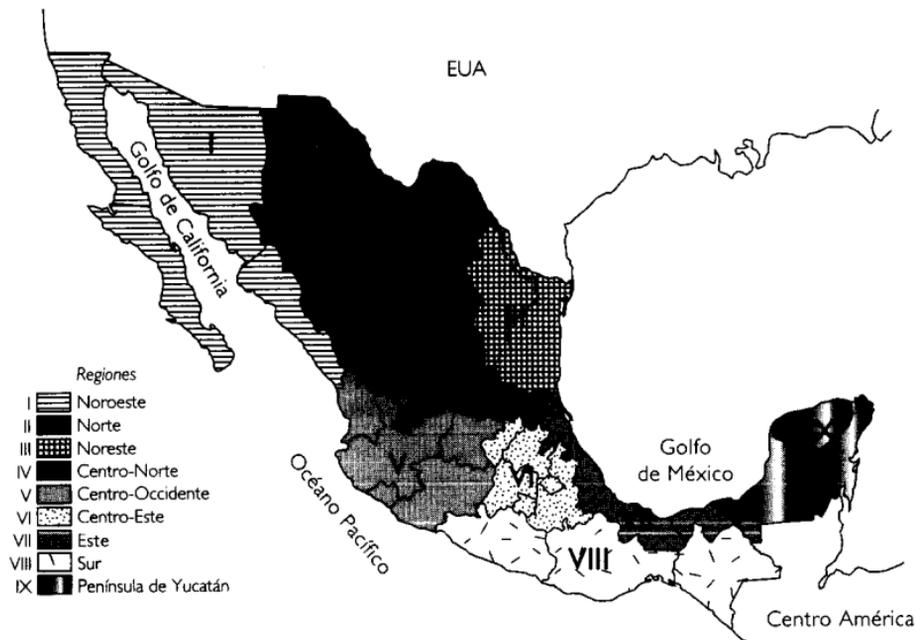 EUA
I
Golfo de California
Regiones
I Noroeste
II Norte
III Noreste
IV Centro-Norte
V Centro-Occidente
VI Centro-Este
VII Este
VIII Sur
IX Península de Yucatán
V
VI
VIII
Golfo
de México
Océano Pacífico
Centro América